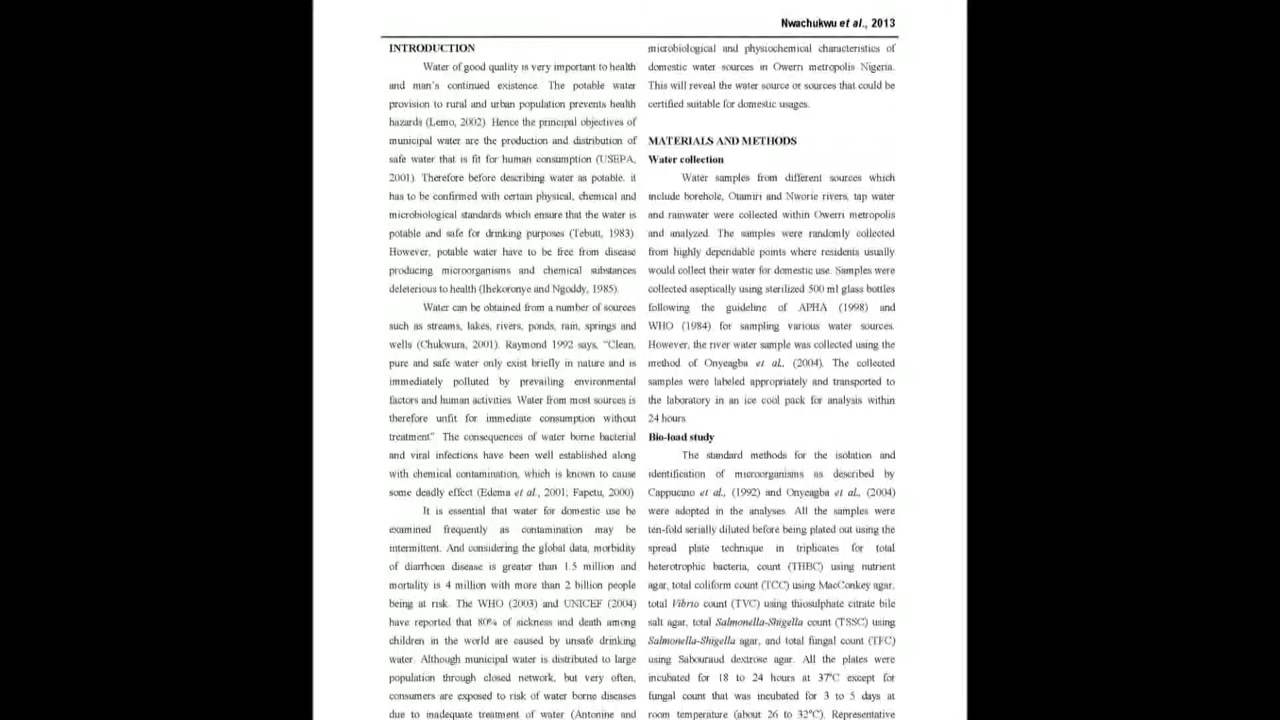 Nwachukwu et al., 2013
INTRODUCTION
Water of good quality is very important to health
and man's continued existence. The potable water
provision to rural and urban population prevents health
hazards (Lemo, 2002). Hence the principal objectives of
municipal water are the production and distribution of
safe water that is fit for human consumption (USEPA,
2001). Therefore before describing water as potable, it
has to be confirmed with certain physical, chemical and
microbiological standards which ensure that the water is
potable and safe for drinking purposes (Tebutt, 1983).
However, potable water have to be free from disease
producing microorganisms and chemical substances
deleterious to health (Ihekoronye and Ngoddy, 1985).
Water can be obtained from a number of sources
such as streams, lakes, rivers, ponds, rain, springs and
wells (Chukwura, 2001). Raymond 1992 says, "Clean,
pure and safe water only exist briefly in nature and is
immediately polluted by prevailing environmental
factors and human activities. Water from most sources is
therefore unfit for immediate consumption without
treatment". The consequences of water borne bacterial
and viral infections have been well established along
with chemical contamination, which is known to cause
some deadly effect (Edema et al., 2001; Fapetu, 2000)
It is essential that water for domestic use be
examined frequently as contamination may be
intermittent. And considering the global data, morbidity
of diarrhoea disease is greater than 1.5 million and
mortality is 4 million with more than 2 billion people
being at risk. The WHO (2003) and UNICEF (2004)
have reported that 80% of sickness and death among
children in the world are caused by unsafe drinking
water. Although municipal water is distributed to large
population through closed network, but very often,
consumers are exposed to risk of water borne diseases
due to inadequate treatment of water (Antonine and
microbiological and physiochemical characteristics of
domestic water sources in Owerri metropolis Nigeria.
This will reveal the water source or sources that could be
certified suitable for domestic usages.
MATERIALS AND METHODS
Water collection
Water samples from different sources which
include borehole, Otamiri and Nworie rivers, tap water
and rainwater were collected within Owerri metropolis
and analyzed. The samples were randomly collected
from highly dependable points where residents usually
would collect their water for domestic use. Samples were
collected aseptically using sterilized 500 ml glass bottles
following the guideline of APHA (1998) and
WHO (1984) for sampling various water sources.
However, the river water sample was collected using the
method of Onyeagba et al., (2004). The collected
samples were labeled appropriately and transported to
the laboratory in an ice cool pack for analysis within
24 hours.
Bio-load study
The standard methods for the isolation and
identification of microorganisms as described by
Cappucino et al., (1992) and Onyeagba et al., (2004)
were adopted in the analyses. All the samples were
ten-fold serially diluted before being plated out using the
spread plate technique in triplicates for total
heterotrophic bacteria, count (THBC) using nutrient
agar, total coliform count (TCC) using MacConkey agar,
total Vibrio count (TVC) using thiosulphate citrate bile
salt agar, total Salmonella-Shigella count (TSSC) using
Salmonella-Shigella agar, and total fungal count (TFC)
using Sabouraud dextrose agar. All the plates were
incubated for 18 to 24 hours at 37°C except for
fungal count that was incubated for 3 to 5 days at
room temperature (about 26 to 32°C). Representative